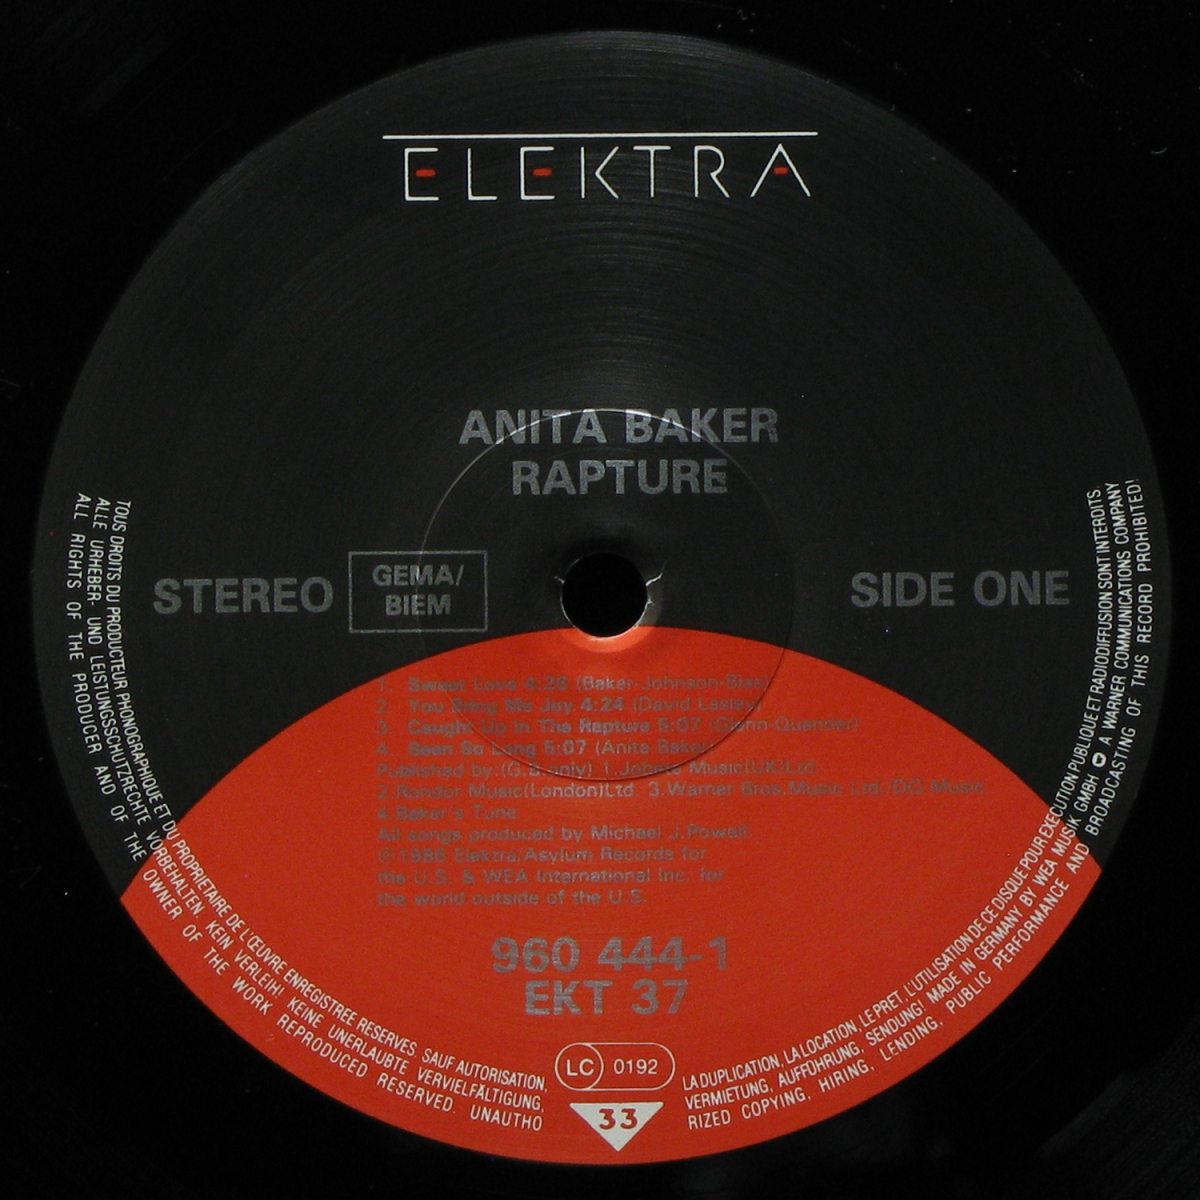 ELEKTRA
ANITA BAKER
RAPTURE
STEREO
GEMA/
BIEM
SIDE ONE
1. Sweet Love 4:26 (Baker-Johnson-Bias)
2. You Bring Me Joy 4:24 (David Lasley)
3. Caught Up In The Rapture 5:07 (Glenn-Quander)
4. Been So Long 5:07 (Anita Baker)
Published by:(G.B.only) 1.Jobete Music(UK)Ltd.
2.Rondor Music(London)Ltd. 3.Warner Bros.Music Ltd./DQ Music
4.Baker's Tune
All songs produced by Michael J.Powell.
℗1986 Elektra/Asylum Records for
the U.S. & WEA International Inc. for
the world outside of the U.S.
960 444-1
EKT 37
LC 0192
33
TOUS DROITS DU PRODUCTEUR PHONOGRAPHIQUE ET DU PROPRIETAIRE DE L'ŒUVRE ENREGISTREE RESERVES. SAUF AUTORISATION, LA DUPLICATION, LA LOCATION, LE PRET, L'UTILISATION DE CE DISQUE POUR EXECUTION PUBLIQUE ET RADIODIFFUSION SONT INTERDITS.
ALLE URHEBER- UND LEISTUNGSSCHUTZRECHTE VORBEHALTEN. KEIN VERLEIH! KEINE UNERLAUBTE VERVIELFÄLTIGUNG, VERMIETUNG, AUFFÜHRUNG, SENDUNG! MADE IN GERMANY BY WEA MUSIK GMBH A WARNER COMMUNICATIONS COMPANY
ALL RIGHTS OF THE PRODUCER AND OF THE OWNER OF THE WORK REPRODUCED RESERVED. UNAUTHORIZED COPYING, HIRING, LENDING, PUBLIC PERFORMANCE AND BROADCASTING OF THIS RECORD PROHIBITED!